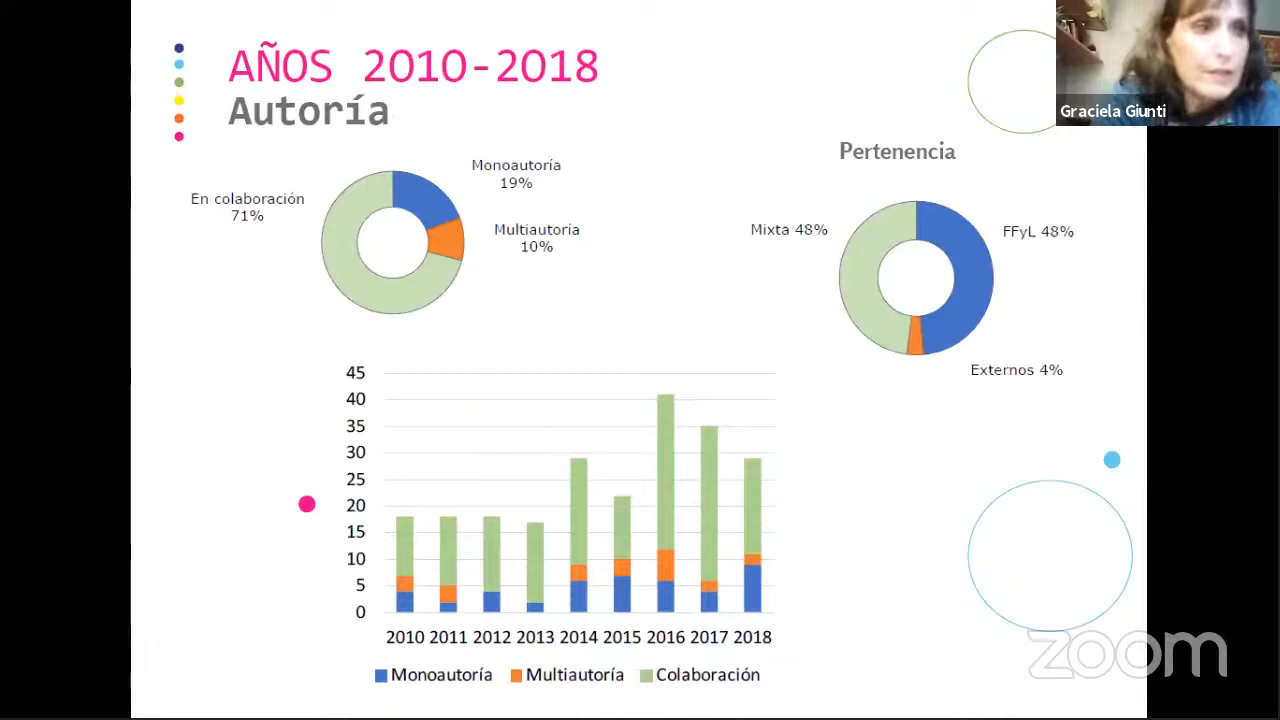 AÑOS 2010-2018
Autoría
Graciela Giunti
Monoautoría
19%
En colaboración
71%
Multiautoria
10%
Pertenencia
Mixta 48%
FFyL 48%
Externos 4%
45
40
35
30
25
20
15
10
5
0
2010 2011 2012 2013 2014 2015 2016 2017 2018
Monoautoría Multiautoría Colaboración
zoom